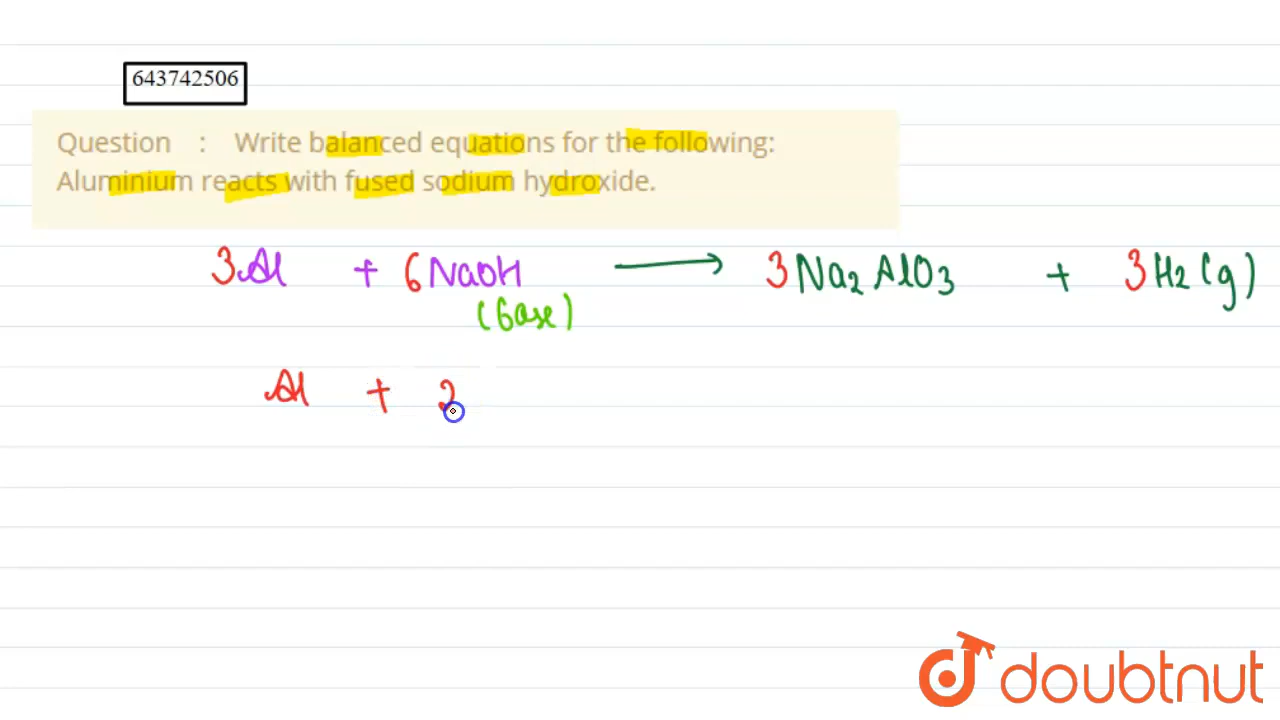 643742506
Question : Write balanced equations for the following:
Aluminium reacts with fused sodium hydroxide.
3Al + 6NaOH → 3Na2AlO3 + 3H2(g)
(Base)
Al + 2
doubtnut